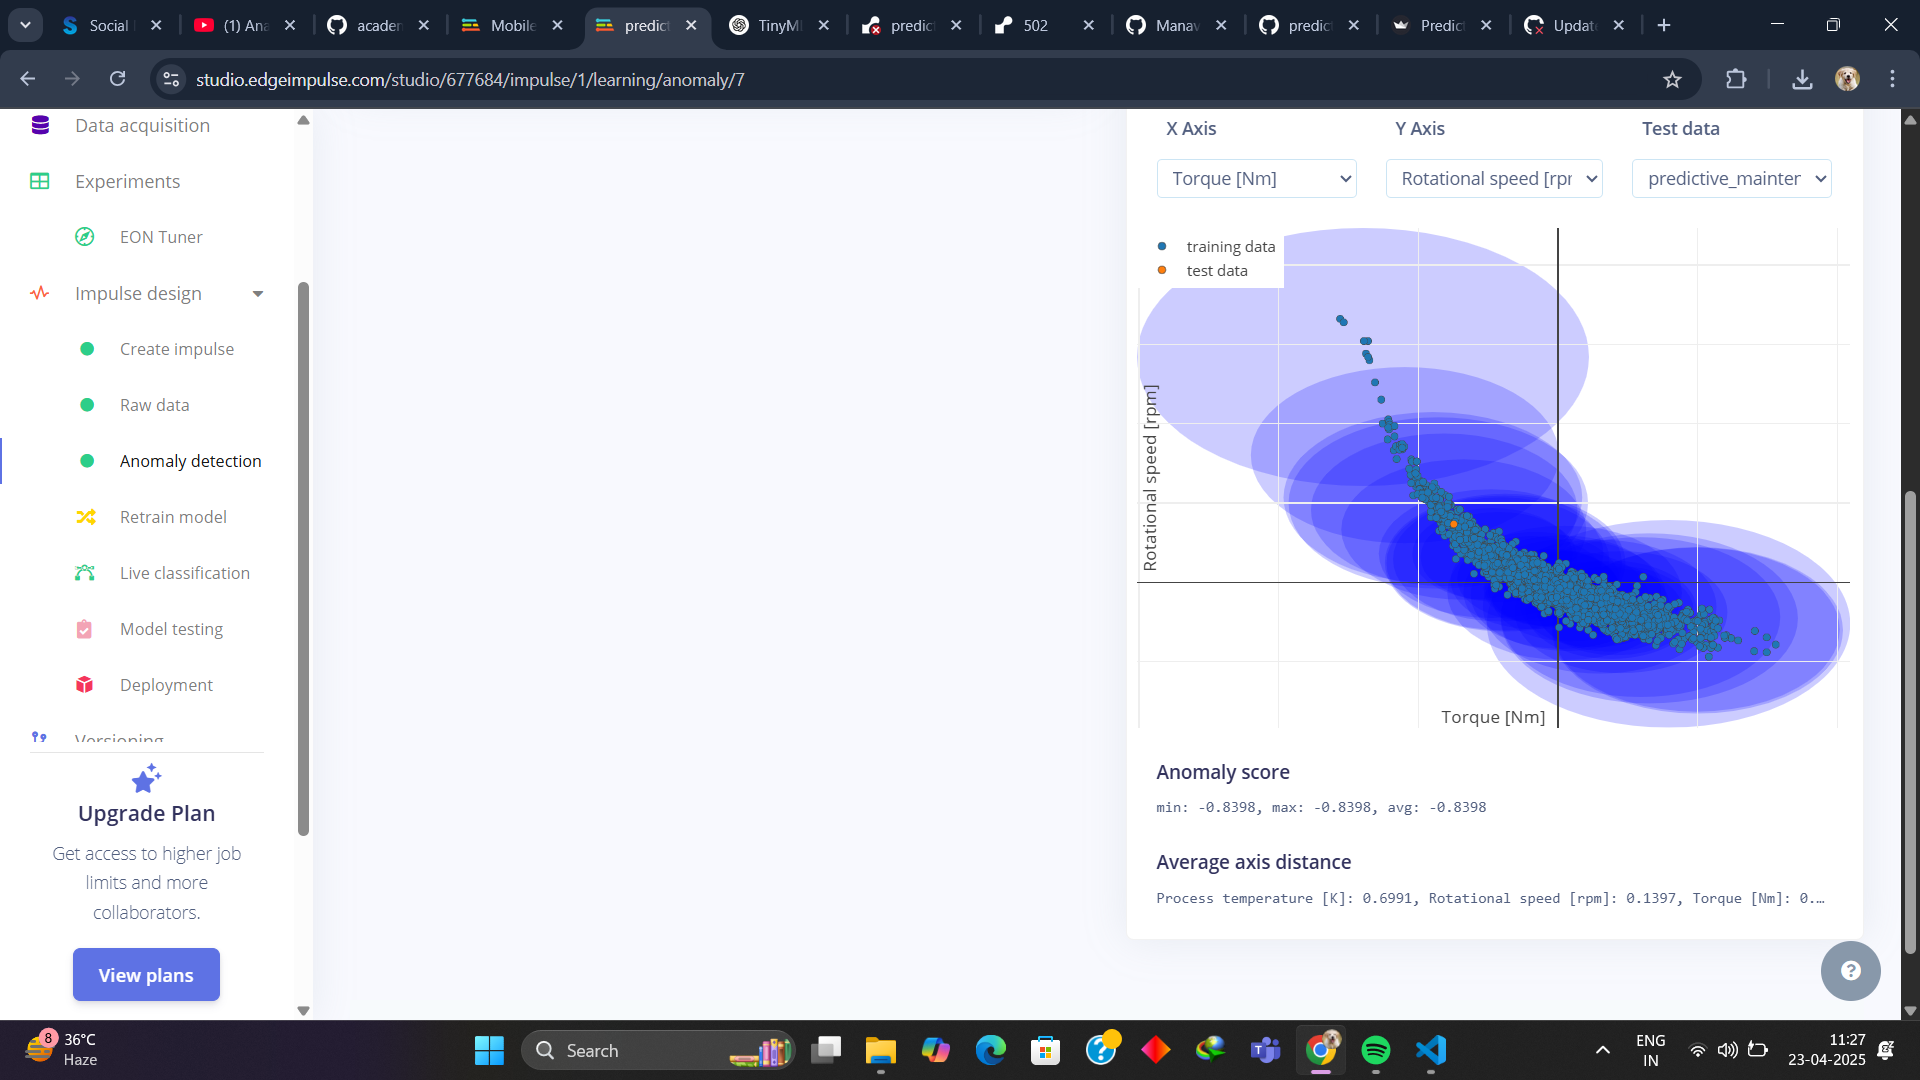 Social
(1) Ana
acader
Mobile
predict
TinyML
predic
502
Manav
predic
Predict
Update
studio.edgeimpulse.com/studio/677684/impulse/1/learning/anomaly/7
Data acquisition
Experiments
EON Tuner
Impulse design
Create impulse
Raw data
Anomaly detection
Retrain model
Live classification
Model testing
Deployment
Versioning
Upgrade Plan
Get access to higher job
limits and more
collaborators.
View plans
X Axis
Y Axis
Test data
Torque [Nm]
Rotational speed [rpr
predictive_mainter
training data
test data
Rotational speed [rpm]
Torque [Nm]
Anomaly score
min: -0.8398, max: -0.8398, avg: -0.8398
Average axis distance
Process temperature [K]: 0.6991, Rotational speed [rpm]: 0.1397, Torque [Nm]: 0.…
8
36°C
Haze
Search
ENG
IN
11:27
23-04-2025